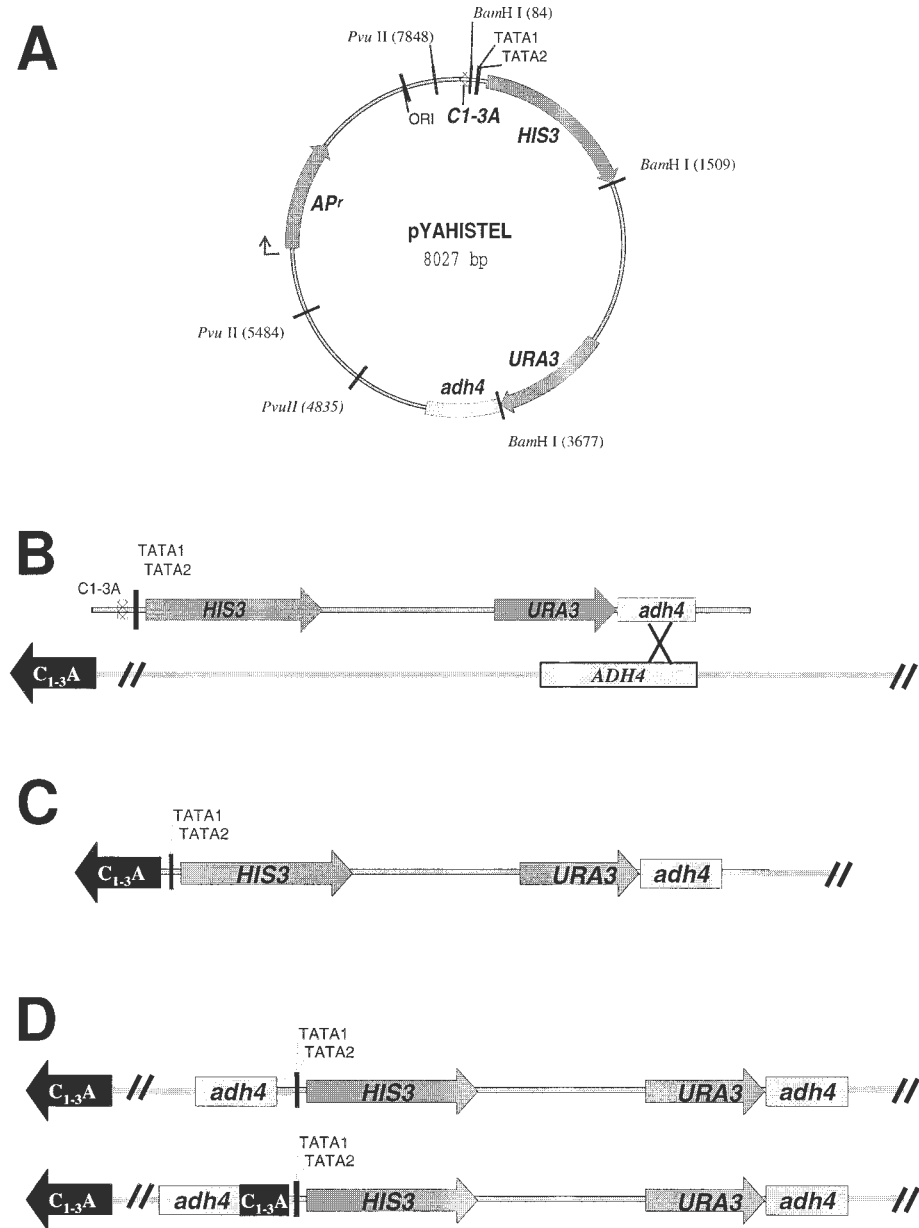 A
BamH I (84)
Pvu II (7848)
TATA1
TATA2
ORI
C1-3A
HIS3
BamH I (1509)
APr
pYAHISTEL
8027 bp
Pvu II (5484)
URA3
adh4
PvuII (4835)
BamH I (3677)
B
TATA1
TATA2
C1-3A
HIS3
URA3
adh4
C1-3A
ADH4
C
TATA1
TATA2
C1-3A
HIS3
URA3
adh4
D
TATA1
TATA2
C1-3A
adh4
HIS3
URA3
adh4
TATA1
TATA2
C1-3A
adh4
C1-3A
HIS3
URA3
adh4